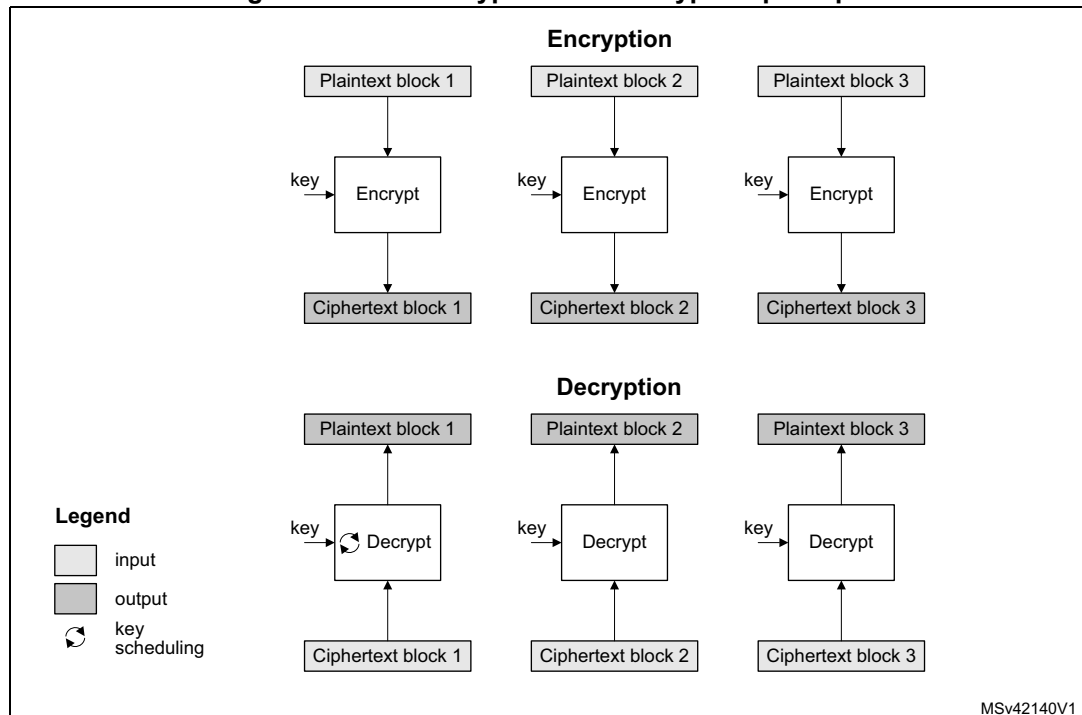 Encryption
Plaintext block 1 Plaintext block 2 Plaintext block 3
key Encrypt key Encrypt key Encrypt
Ciphertext block 1 Ciphertext block 2 Ciphertext block 3
Decryption
Plaintext block 1 Plaintext block 2 Plaintext block 3
Legend
key Decrypt key Decrypt key Decrypt
input
output
key
scheduling
Ciphertext block 1 Ciphertext block 2 Ciphertext block 3
MSv42140V1